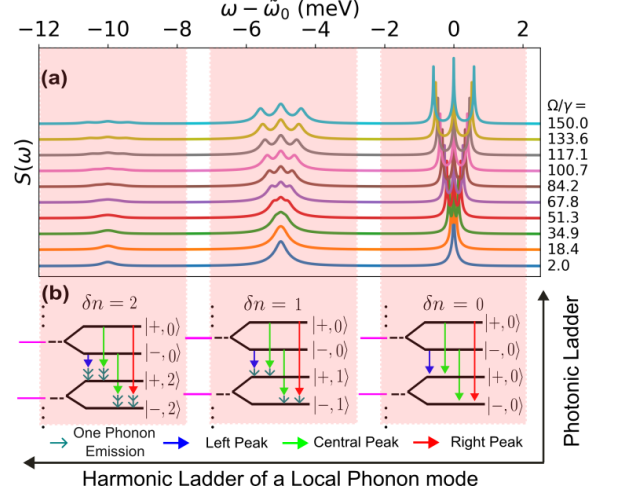 ω − ω̃₀ (meV)
−12 −10 −8 −6 −4 −2 0 2
(a)
S(ω)
Ω/γ =
150.0
133.6
117.1
100.7
84.2
67.8
51.3
34.9
18.4
2.0
(b)
δn = 2 δn = 1 δn = 0
|+, 0⟩ |+, 0⟩ |+, 0⟩
|−, 0⟩ |−, 0⟩ |−, 0⟩
|+, 2⟩ |+, 1⟩ |+, 0⟩
|−, 2⟩ |−, 1⟩ |−, 0⟩
One Phonon
Emission
Left Peak Central Peak Right Peak
Photonic Ladder
Harmonic Ladder of a Local Phonon mode